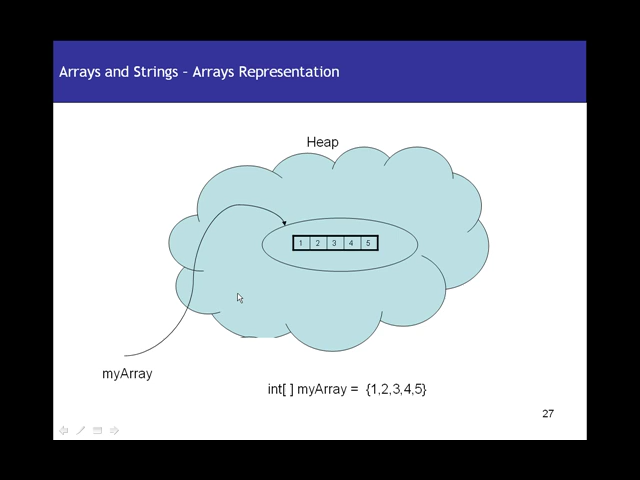 Arrays and Strings – Arrays Representation
Heap
1 2 3 4 5
myArray
int[ ] myArray = {1,2,3,4,5}
27